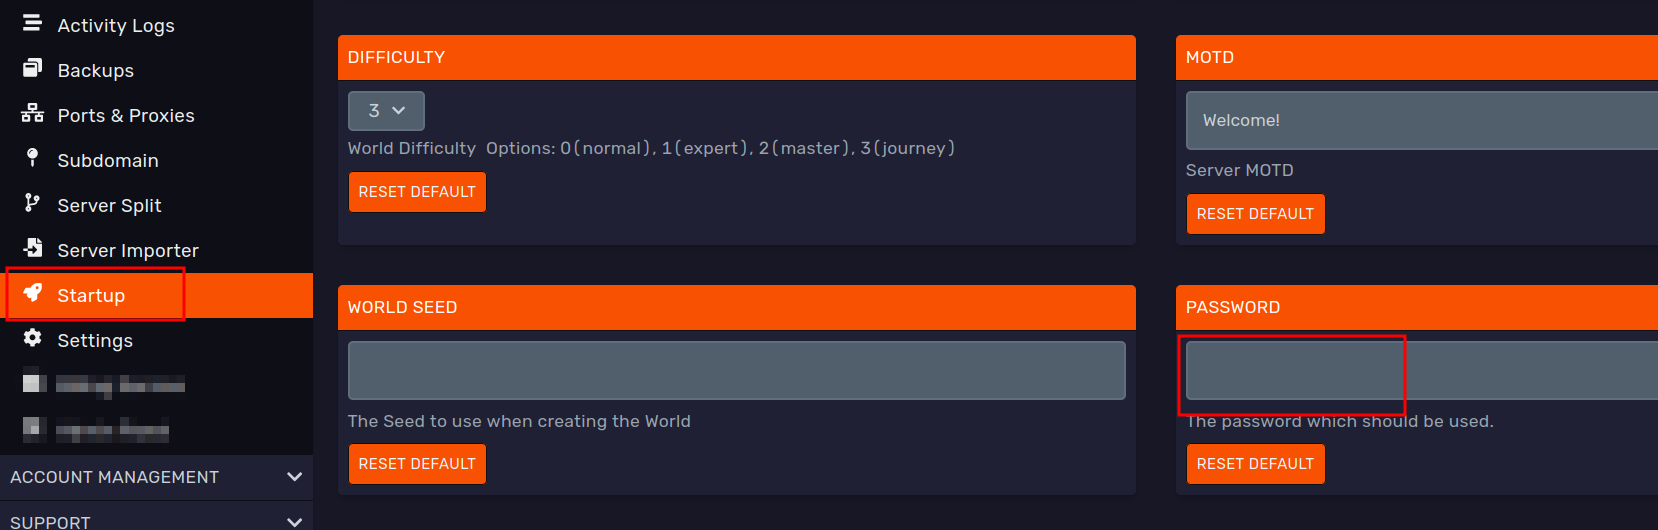 Activity Logs
Backups
Ports & Proxies
Subdomain
Server Split
Server Importer
Startup
Settings
ACCOUNT MANAGEMENT
SUPPORT
DIFFICULTY
3
World Difficulty Options: 0(normal), 1(expert), 2(master), 3(journey)
RESET DEFAULT
MOTD
Welcome!
Server MOTD
RESET DEFAULT
WORLD SEED
The Seed to use when creating the World
RESET DEFAULT
PASSWORD
The password which should be used.
RESET DEFAULT